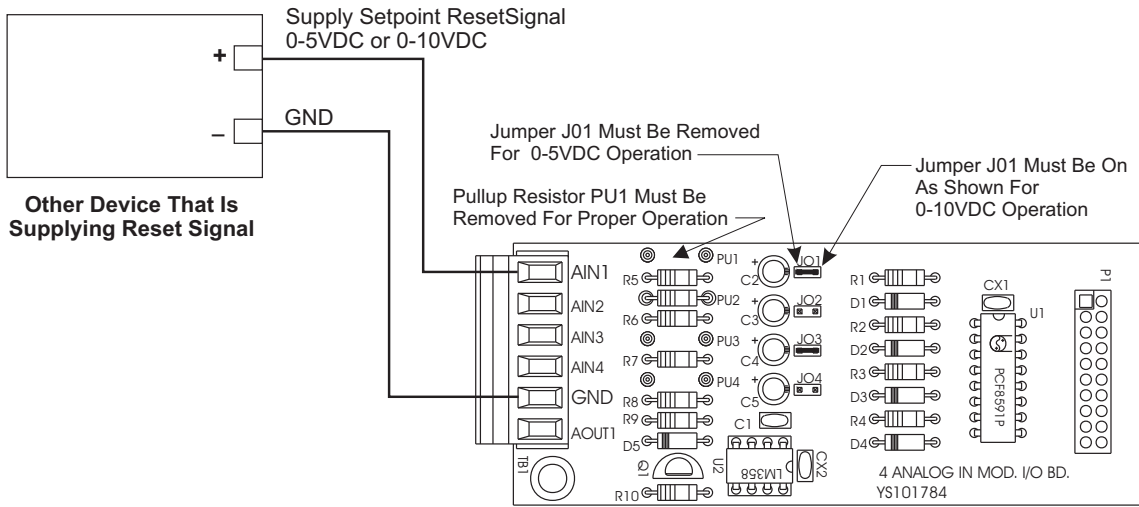 Supply Setpoint ResetSignal
0-5VDC or 0-10VDC
+
GND
–
Other Device That Is
Supplying Reset Signal
Jumper J01 Must Be Removed
For 0-5VDC Operation
Jumper J01 Must Be On
As Shown For
0-10VDC Operation
Pullup Resistor PU1 Must Be
Removed For Proper Operation
AIN1
AIN2
AIN3
AIN4
GND
AOUT1
TB1
R5
R6
R7
R8
R9
D5
Q1
R10
PU1
PU2
PU3
PU4
+
C2
+
C3
+
C4
+
C5
C1
U2
LM358
CX2
JO1
JO2
JO3
JO4
R1
D1
R2
D2
R3
D3
R4
D4
CX1
U1
PCF8591P
P1
4 ANALOG IN MOD. I/O BD.
YS101784